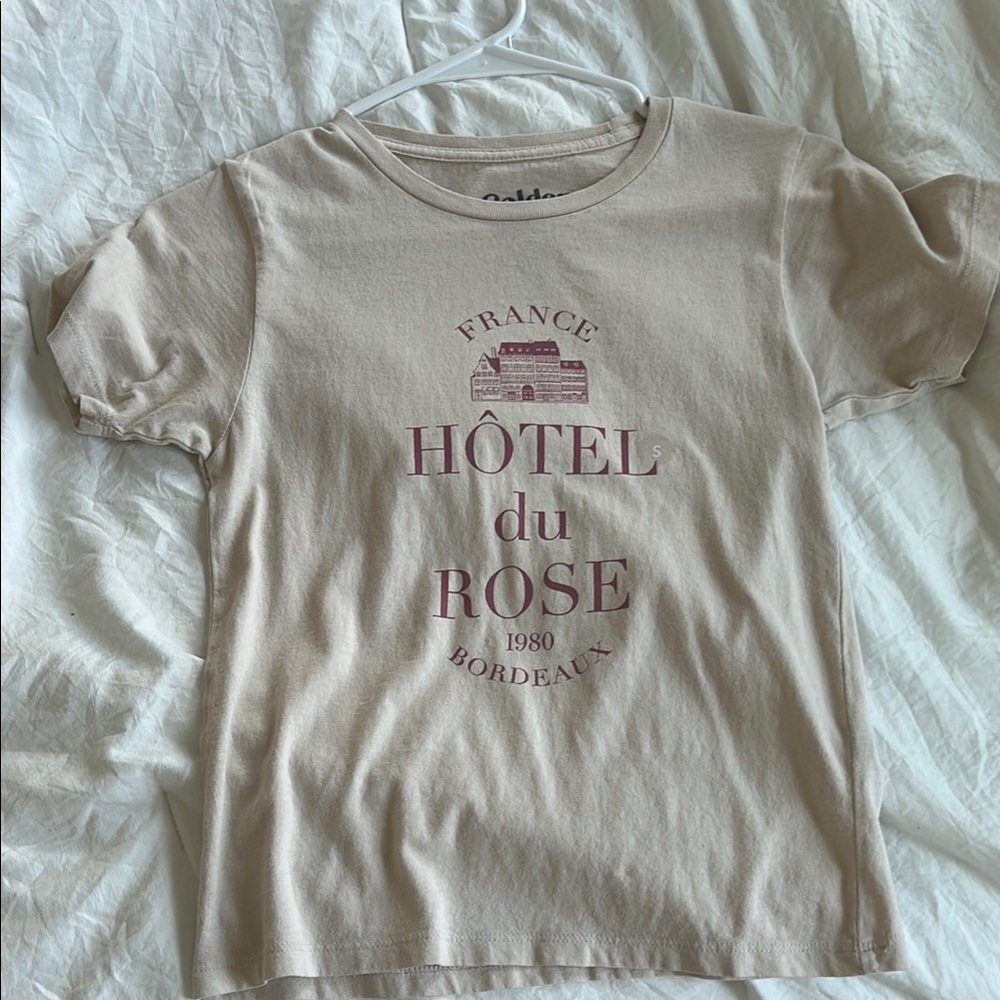 FRANCE
HÔTEL
S
du
ROSE
1980
BORDEAUX